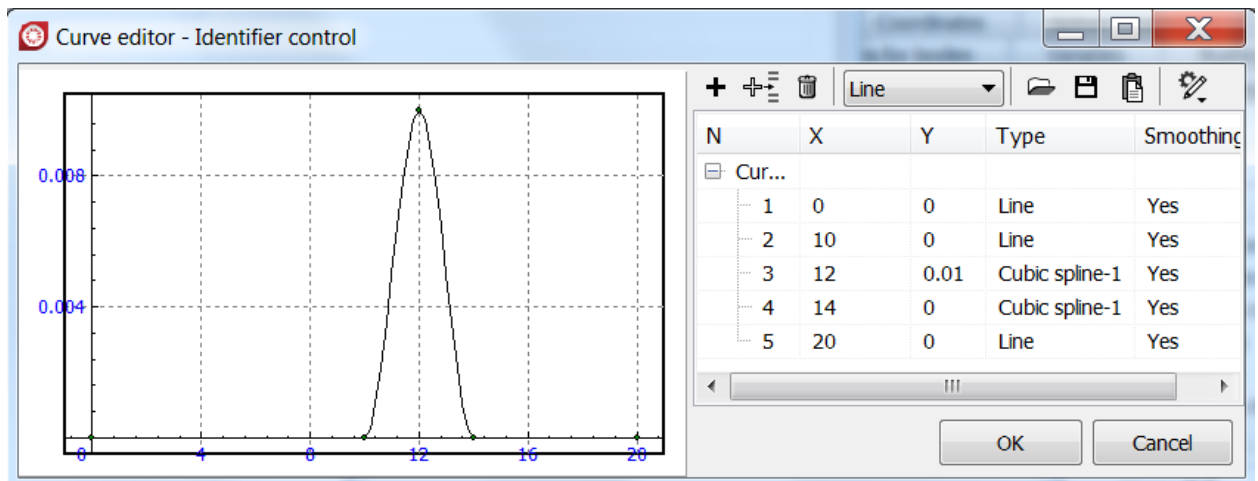 Curve editor - Identifier control
Line
N X Y Type Smoothing
Cur...
1 0 0 Line Yes
2 10 0 Line Yes
3 12 0.01 Cubic spline-1 Yes
4 14 0 Cubic spline-1 Yes
5 20 0 Line Yes
0.008
0.004
0 4 8 12 16 20
OK Cancel